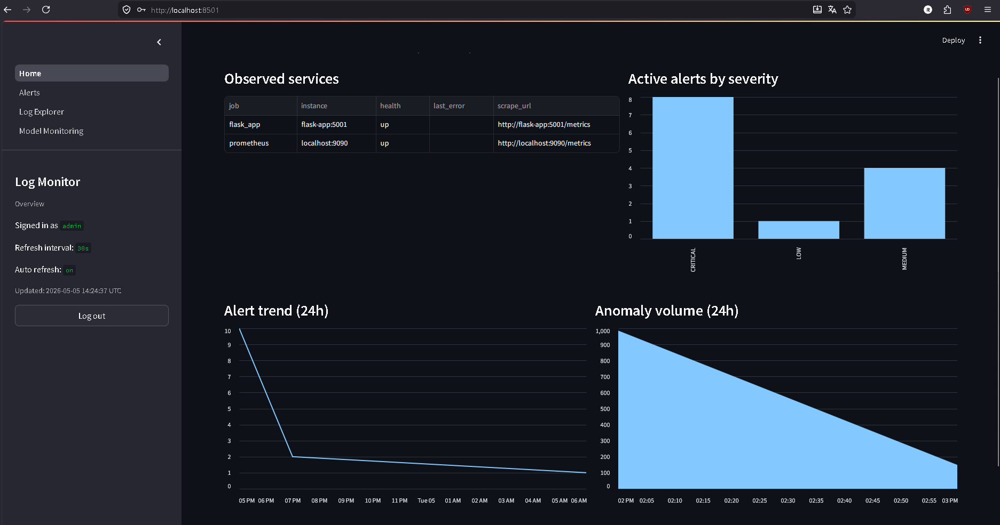 http://localhost:8501
Deploy
Home
Alerts
Log Explorer
Model Monitoring
Log Monitor
Overview
Signed in as admin
Refresh interval: 30s
Auto refresh: on
Updated: 2026-05-05 14:24:37 UTC
Log out
Observed services
job instance health last_error scrape_url
flask_app flask-app:5001 up http://flask-app:5001/metrics
prometheus localhost:9090 up http://localhost:9090/metrics
Active alerts by severity
8
7
6
5
4
3
2
1
0
CRITICAL LOW MEDIUM
Alert trend (24h)
10
9
8
7
6
5
4
3
2
1
0
05 PM 06 PM 07 PM 08 PM 09 PM 10 PM 11 PM Tue 05 01 AM 02 AM 03 AM 04 AM 05 AM 06 AM
Anomaly volume (24h)
1,000
900
800
700
600
500
400
300
200
100
0
02 PM 02:05 02:10 02:15 02:20 02:25 02:30 02:35 02:40 02:45 02:50 02:55 03 PM